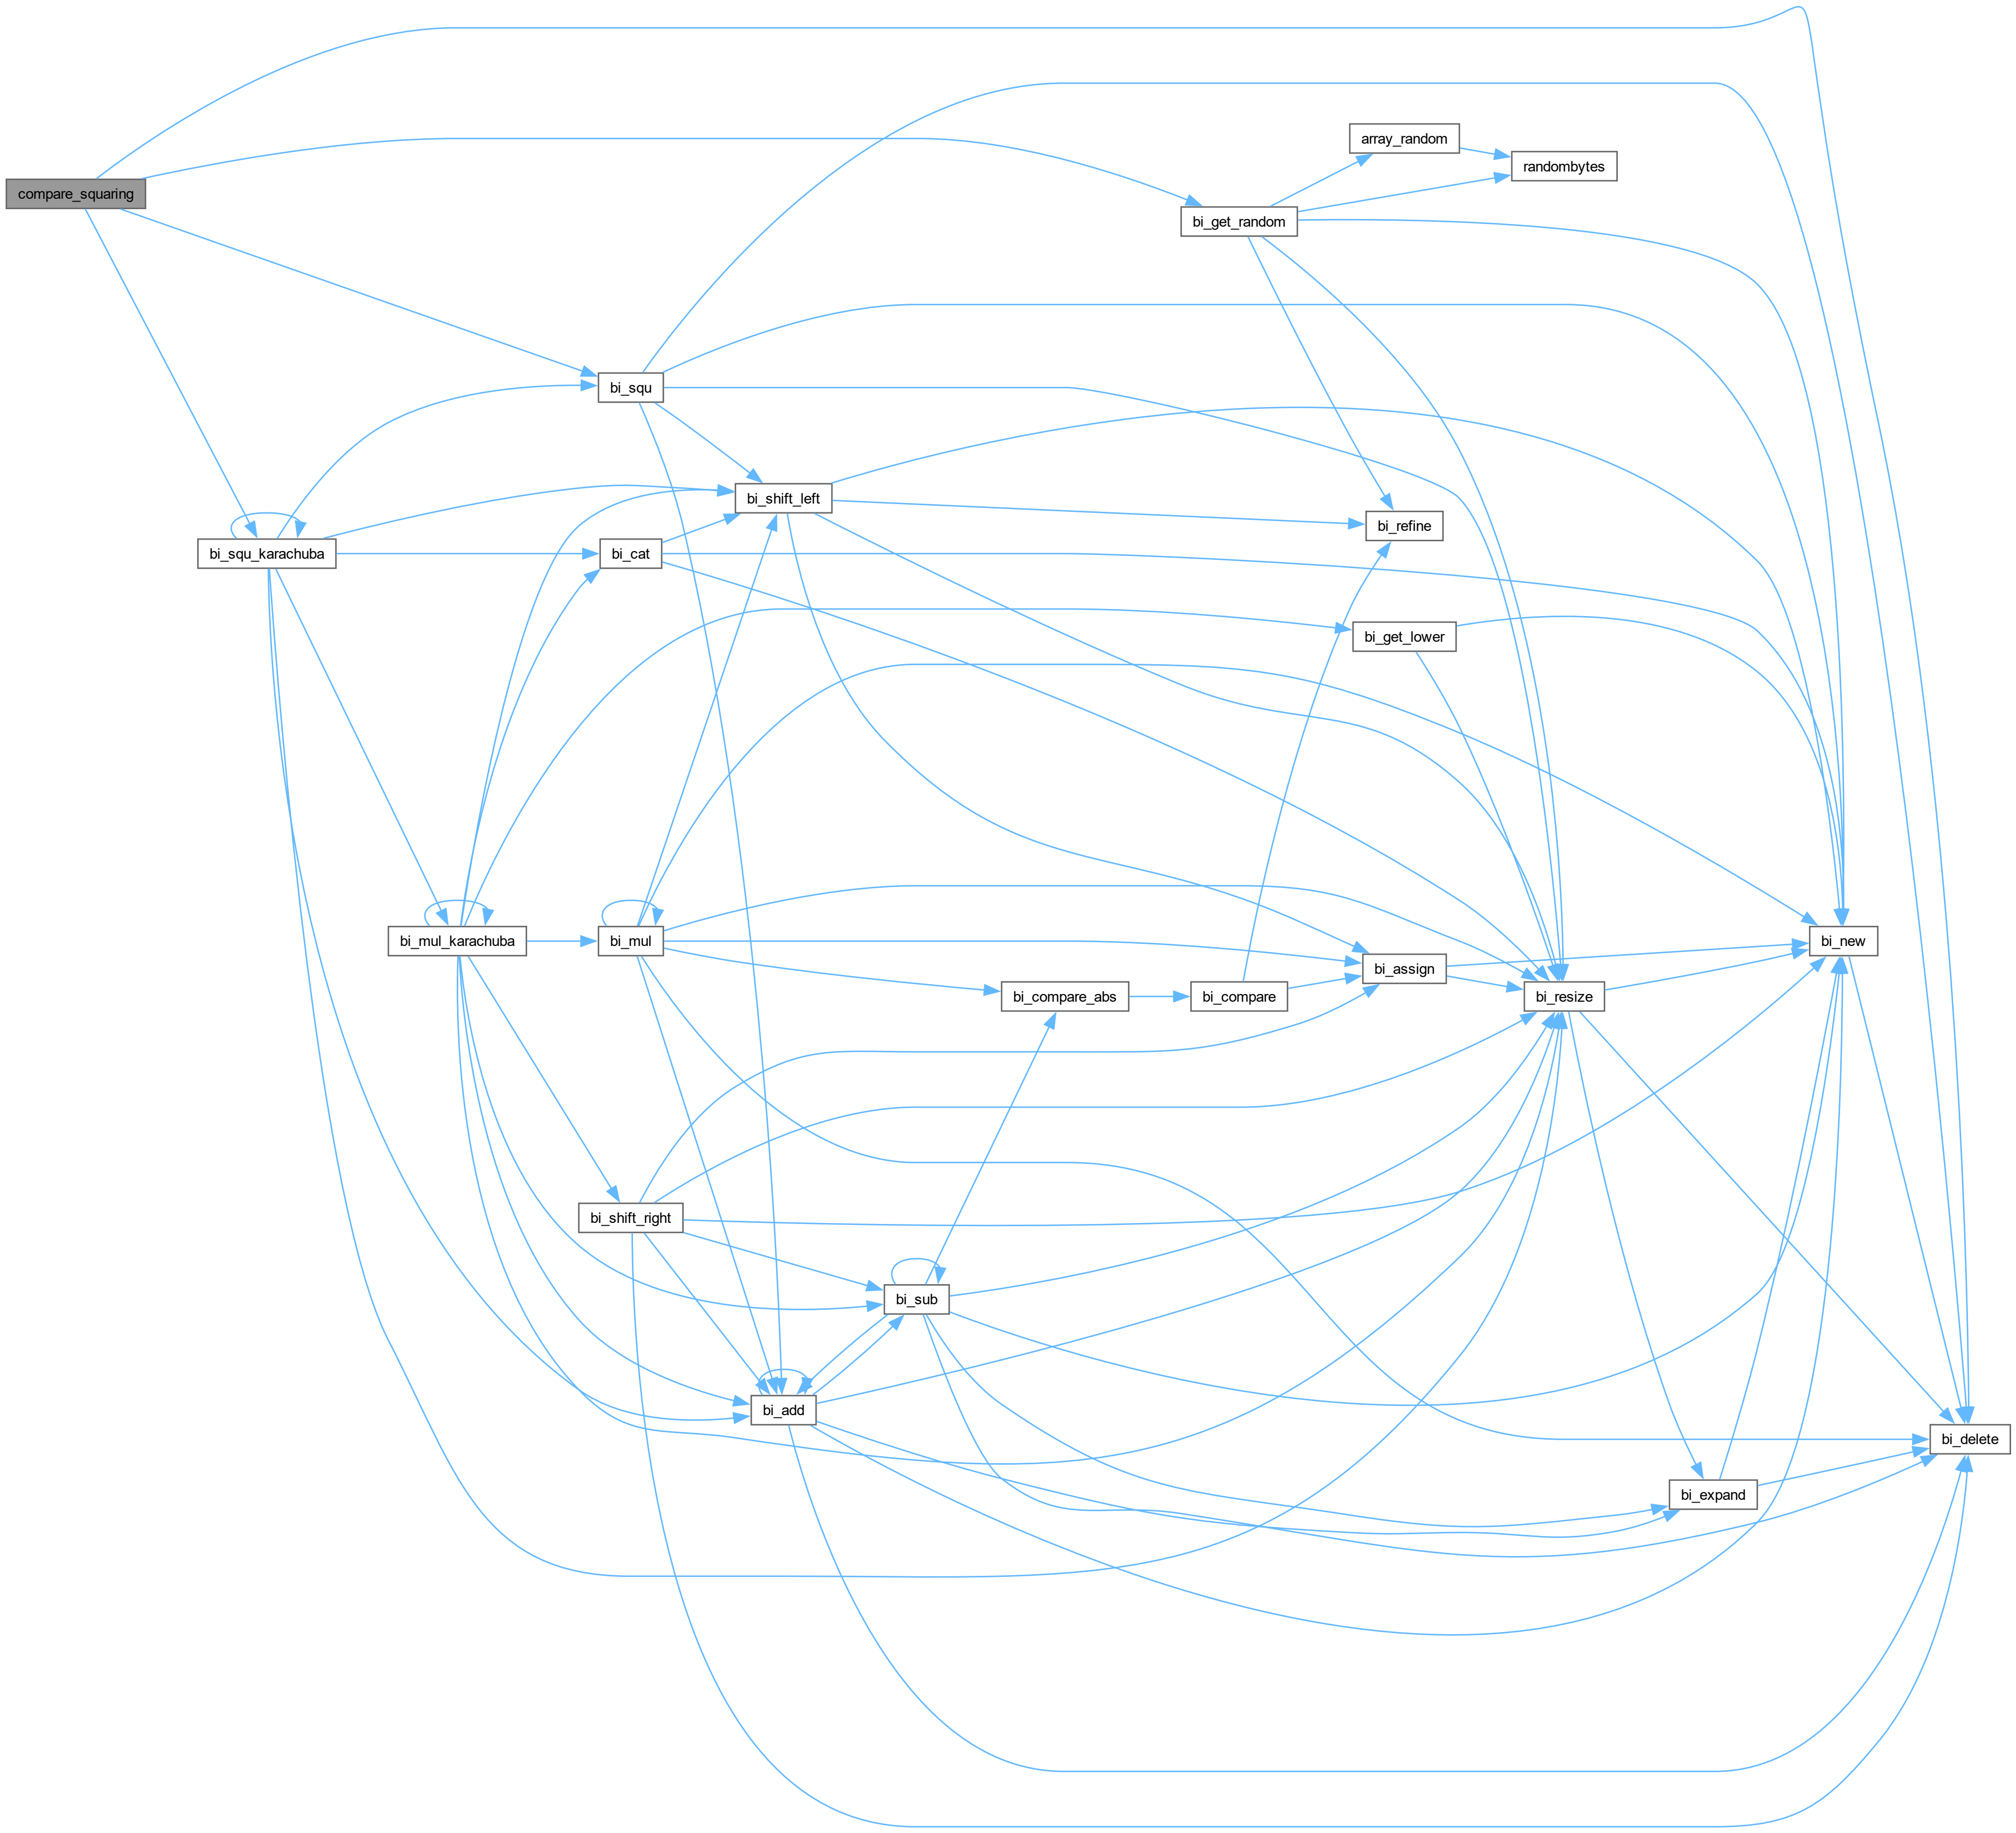 array_random
randombytes
compare_squaring
bi_get_random
bi_squ
bi_shift_left
bi_refine
bi_squ_karachuba
bi_cat
bi_get_lower
bi_mul_karachuba
bi_mul
bi_new
bi_assign
bi_compare_abs
bi_compare
bi_resize
bi_shift_right
bi_sub
bi_add
bi_delete
bi_expand